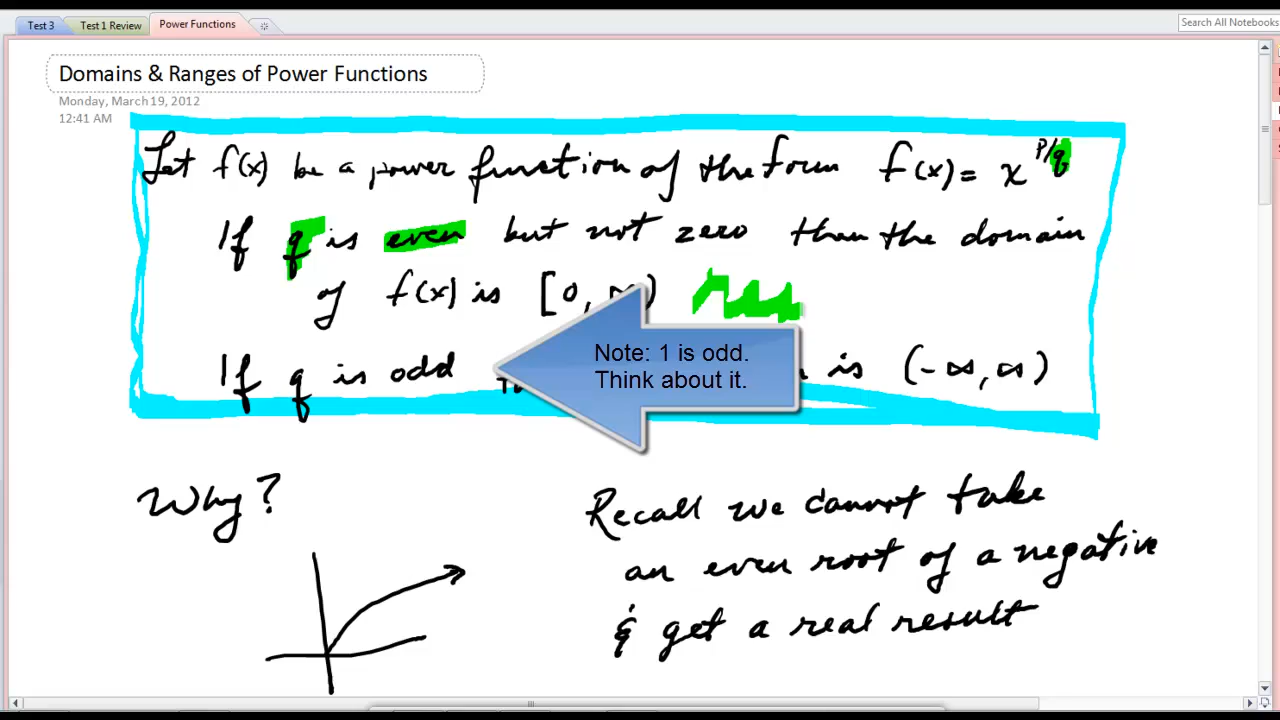 Test 3 Test 1 Review Power Functions
Search All Notebooks
Domains & Ranges of Power Functions
Monday, March 19, 2012
12:41 AM
Let f(x) be a power function of the form f(x) = x^p/q
If q is even but not zero than the domain
of f(x) is [0, ∞)
If q is odd is (-∞, ∞)
Note: 1 is odd.
Think about it.
Why?
Recall we cannot take
an even root of a negative
& get a real result